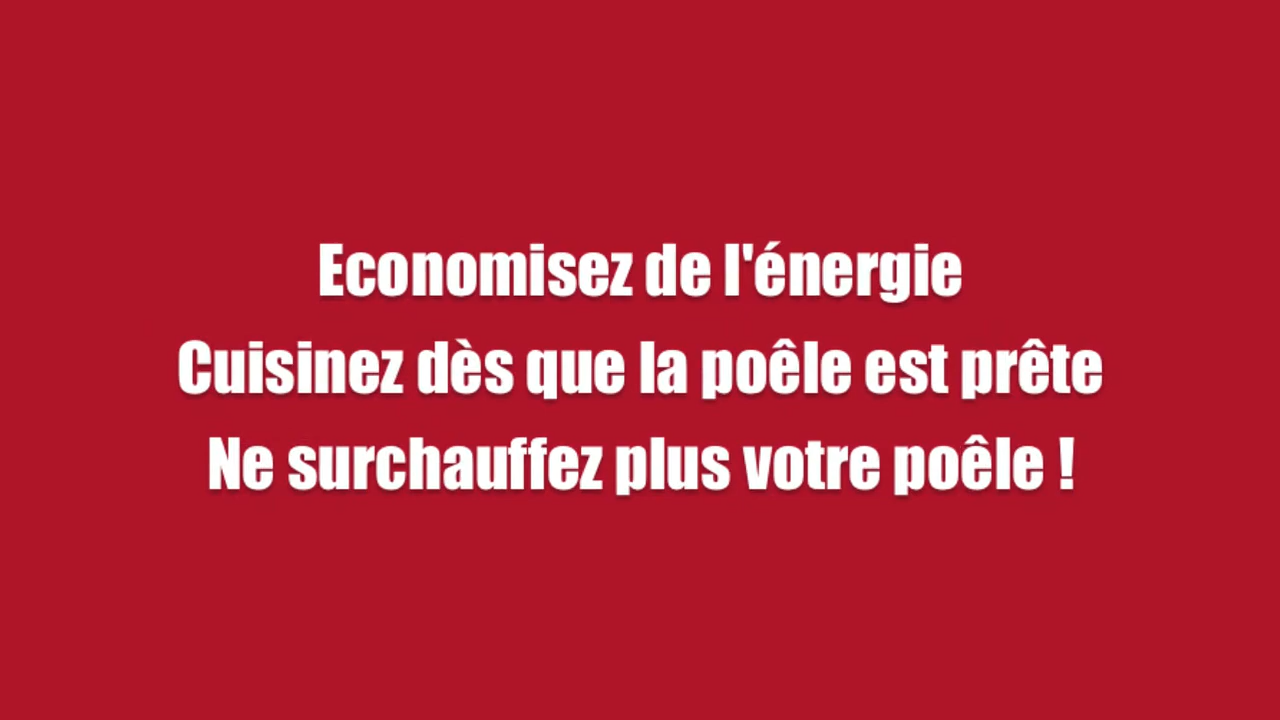 Economisez de l'énergie
Cuisinez dès que la poêle est prête
Ne surchauffez plus votre poêle !